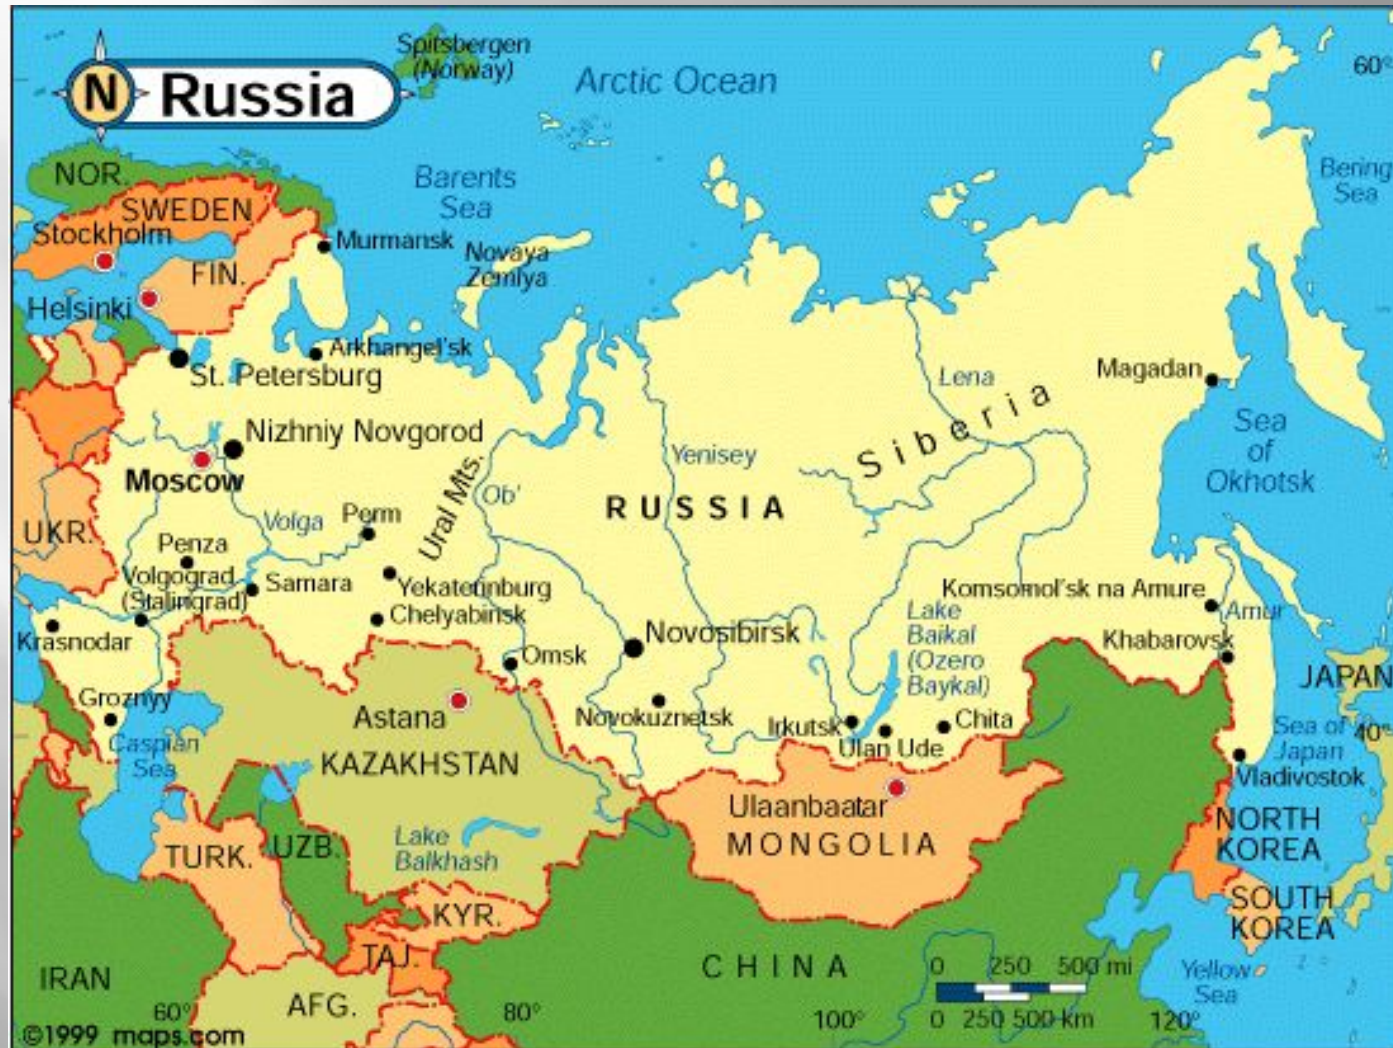 Spitsbergen
(Norway)
Arctic Ocean
60°
N Russia
NOR.
Barents
Sea
Bering
Sea
SWEDEN
Stockholm
Murmansk
Novaya
Zemlya
FIN.
Helsinki
Arkhangel'sk
St. Petersburg
Lena
Magadan
Siberia
Sea
of
Okhotsk
Nizhniy Novgorod
Moscow
Yenisey
Ural Mts.
Ob'
RUSSIA
UKR.
Volga
Perm
Penza
Volgograd
(Stalingrad)
Samara
Yekaterinburg
Chelyabinsk
Komsomol'sk na Amure
Amur
Lake
Baikal
(Ozero
Baykal)
Krasnodar
Novosibirsk
Khabarovsk
Omsk
JAPAN
Groznyy
Astana
Novokuznetsk
Irkutsk
Chita
Ulan Ude
Sea of
Japan
40°
Caspian
Sea
KAZAKHSTAN
Vladivostok
Ulaanbaatar
MONGOLIA
NORTH
KOREA
Lake
Balkhash
TURK.
UZB.
KYR.
SOUTH
KOREA
TAJ.
CHINA
IRAN
AFG.
Yellow
Sea
0 250 500 mi
0 250 500 km
60°
80°
100°
120°
©1999 maps.com